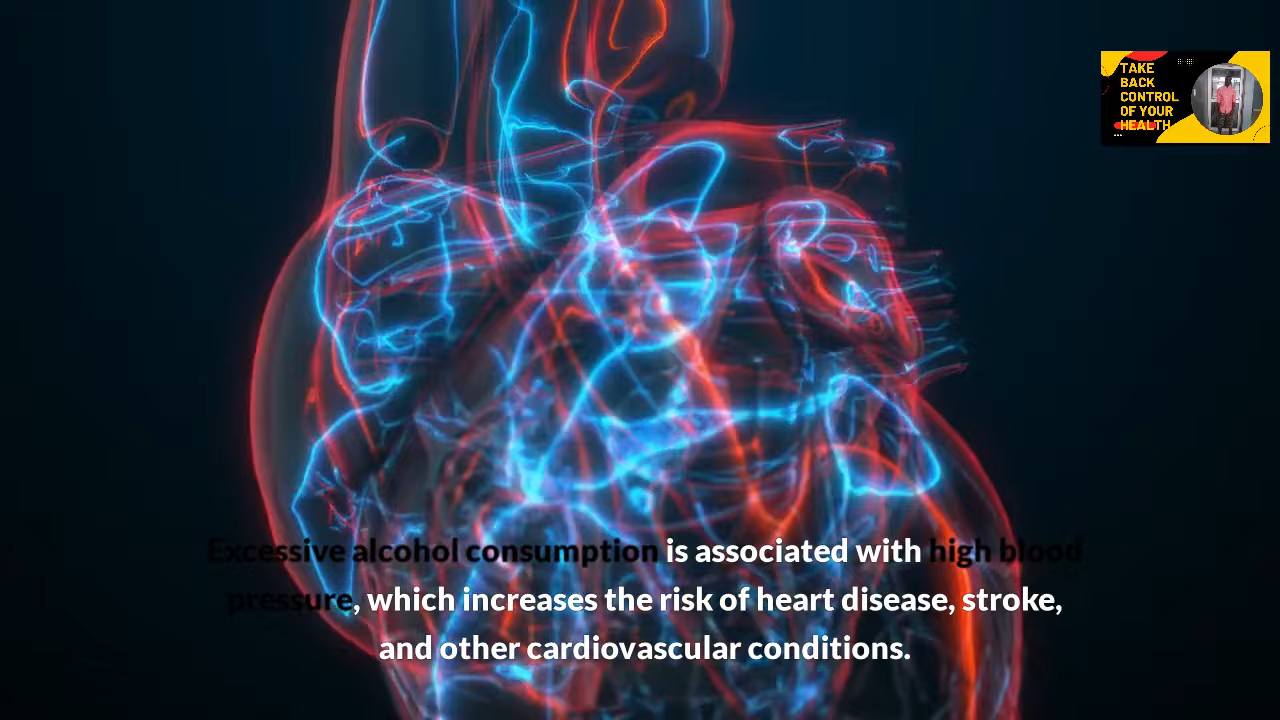 TAKE
BACK
CONTROL
OF YOUR
HEALTH
Excessive alcohol consumption is associated with high blood
pressure, which increases the risk of heart disease, stroke,
and other cardiovascular conditions.